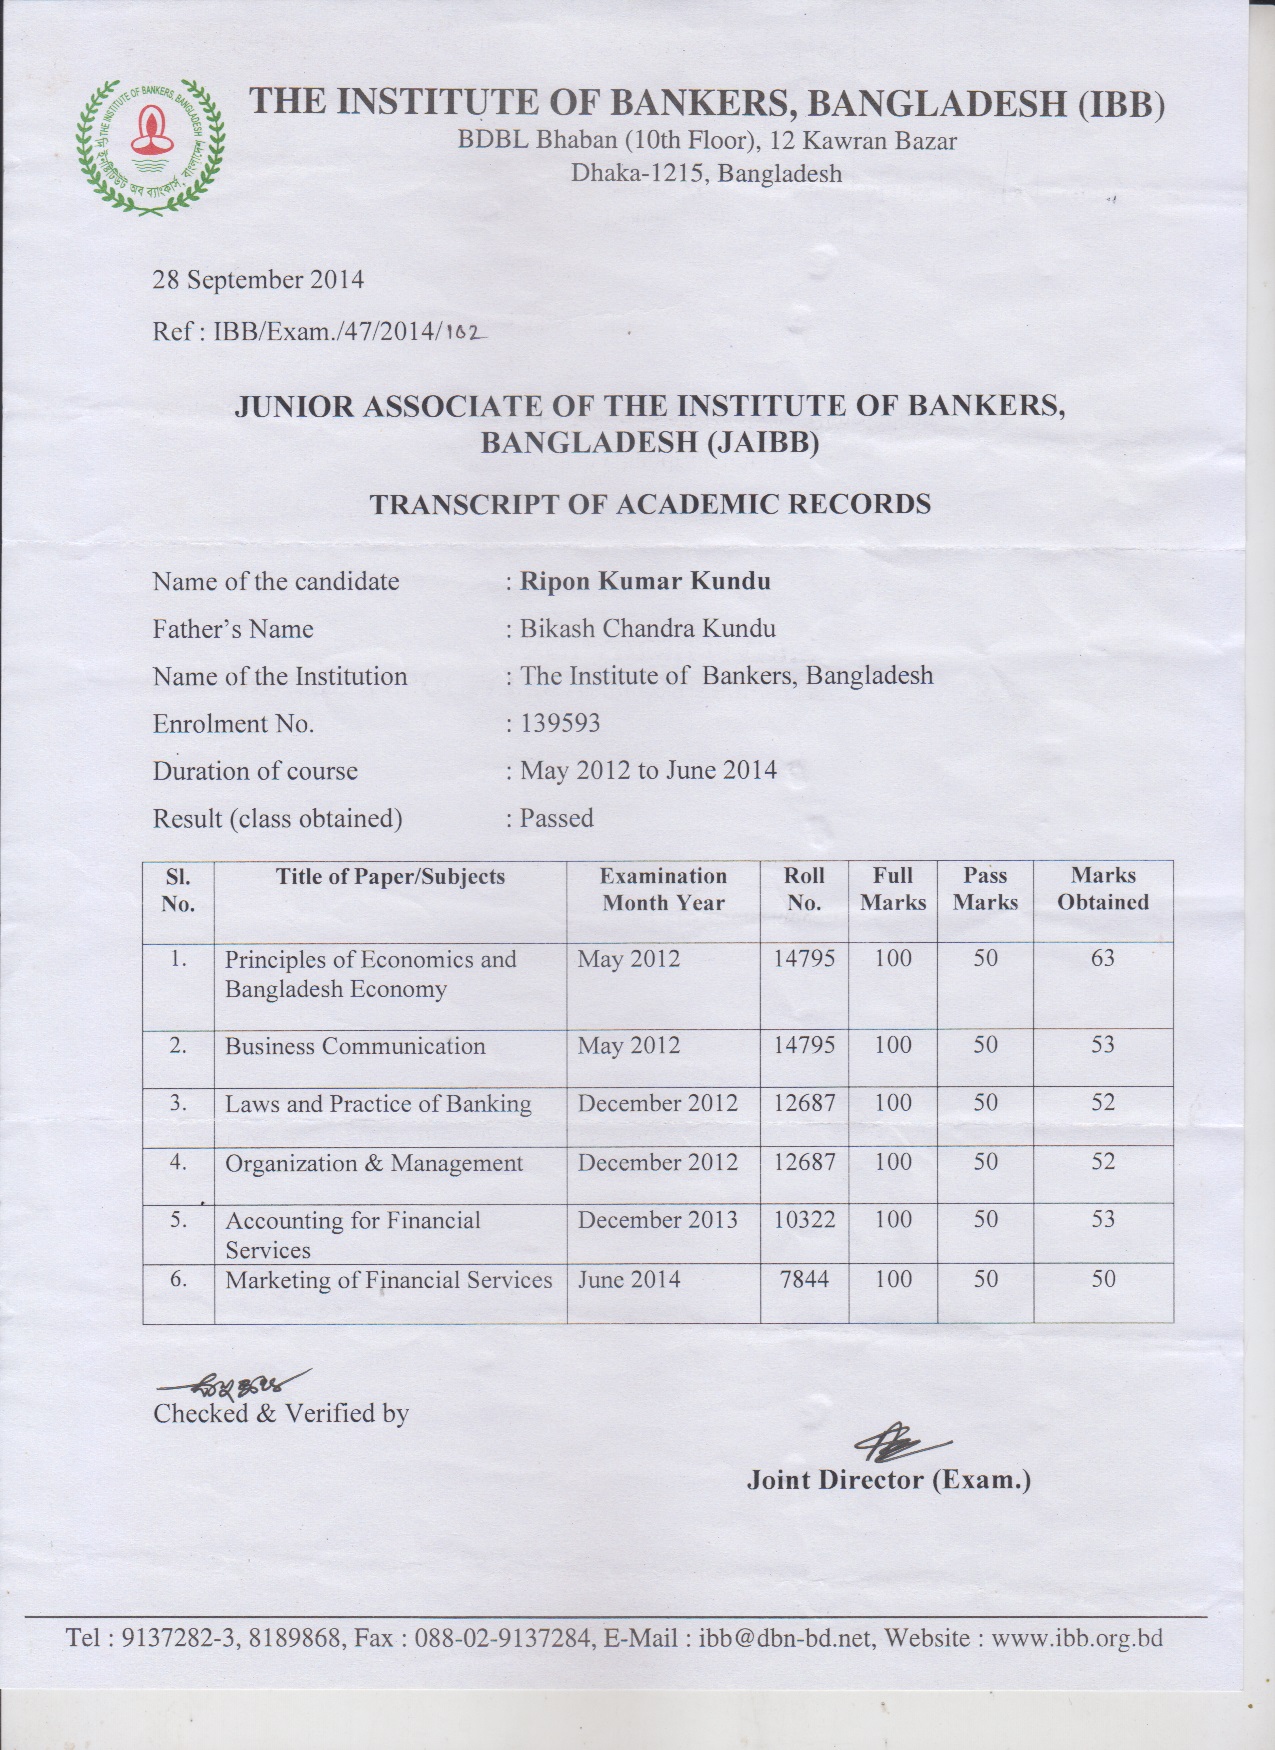 THE INSTITUTE OF BANKERS, BANGLADESH
দি ইনস্টিটিউট অব ব্যাংকার্স, বাংলাদেশ
THE INSTITUTE OF BANKERS, BANGLADESH (IBB)
BDBL Bhaban (10th Floor), 12 Kawran Bazar
Dhaka-1215, Bangladesh
28 September 2014
Ref : IBB/Exam./47/2014/102
JUNIOR ASSOCIATE OF THE INSTITUTE OF BANKERS,
BANGLADESH (JAIBB)
TRANSCRIPT OF ACADEMIC RECORDS
Name of the candidate : Ripon Kumar Kundu
Father’s Name : Bikash Chandra Kundu
Name of the Institution : The Institute of Bankers, Bangladesh
Enrolment No. : 139593
Duration of course : May 2012 to June 2014
Result (class obtained) : Passed
Sl. No. Title of Paper/Subjects Examination Month Year Roll No. Full Marks Pass Marks Marks Obtained
1. Principles of Economics and Bangladesh Economy May 2012 14795 100 50 63
2. Business Communication May 2012 14795 100 50 53
3. Laws and Practice of Banking December 2012 12687 100 50 52
4. Organization & Management December 2012 12687 100 50 52
5. Accounting for Financial Services December 2013 10322 100 50 53
6. Marketing of Financial Services June 2014 7844 100 50 50
Checked & Verified by
Joint Director (Exam.)
Tel : 9137282-3, 8189868, Fax : 088-02-9137284, E-Mail : ibb@dbn-bd.net, Website : www.ibb.org.bd